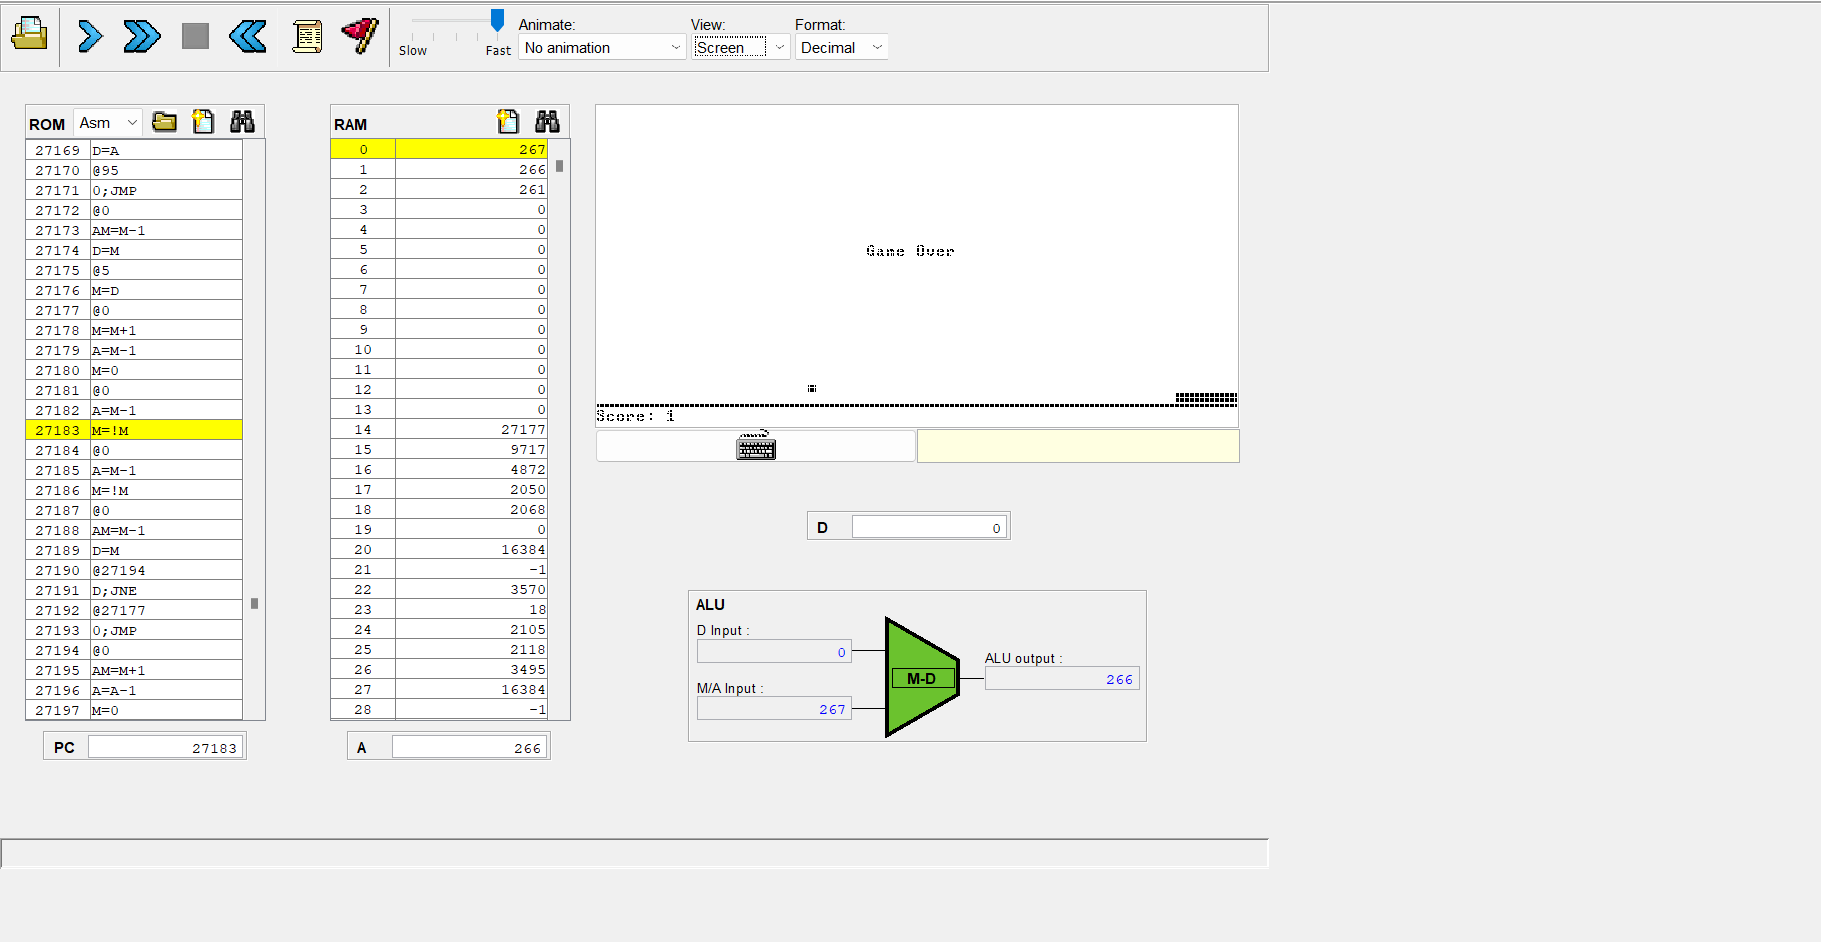 Slow
Fast
Animate:
No animation
View:
Screen
Format:
Decimal
ROM
Asm
27169 D=A
27170 @95
27171 0;JMP
27172 @0
27173 AM=M-1
27174 D=M
27175 @5
27176 M=D
27177 @0
27178 M=M+1
27179 A=M-1
27180 M=0
27181 @0
27182 A=M-1
27183 M=!M
27184 @0
27185 A=M-1
27186 M=!M
27187 @0
27188 AM=M-1
27189 D=M
27190 @27194
27191 D;JNE
27192 @27177
27193 0;JMP
27194 @0
27195 AM=M+1
27196 A=A-1
27197 M=0
PC 27183
RAM
0 267
1 266
2 261
3 0
4 0
5 0
6 0
7 0
8 0
9 0
10 0
11 0
12 0
13 0
14 27177
15 9717
16 4872
17 2050
18 2068
19 0
20 16384
21 -1
22 3570
23 18
24 2105
25 2118
26 3495
27 16384
28 -1
A 266
Game Over
Score: 1
D 0
ALU
D Input :
0
M/A Input :
267
M-D
ALU output :
266